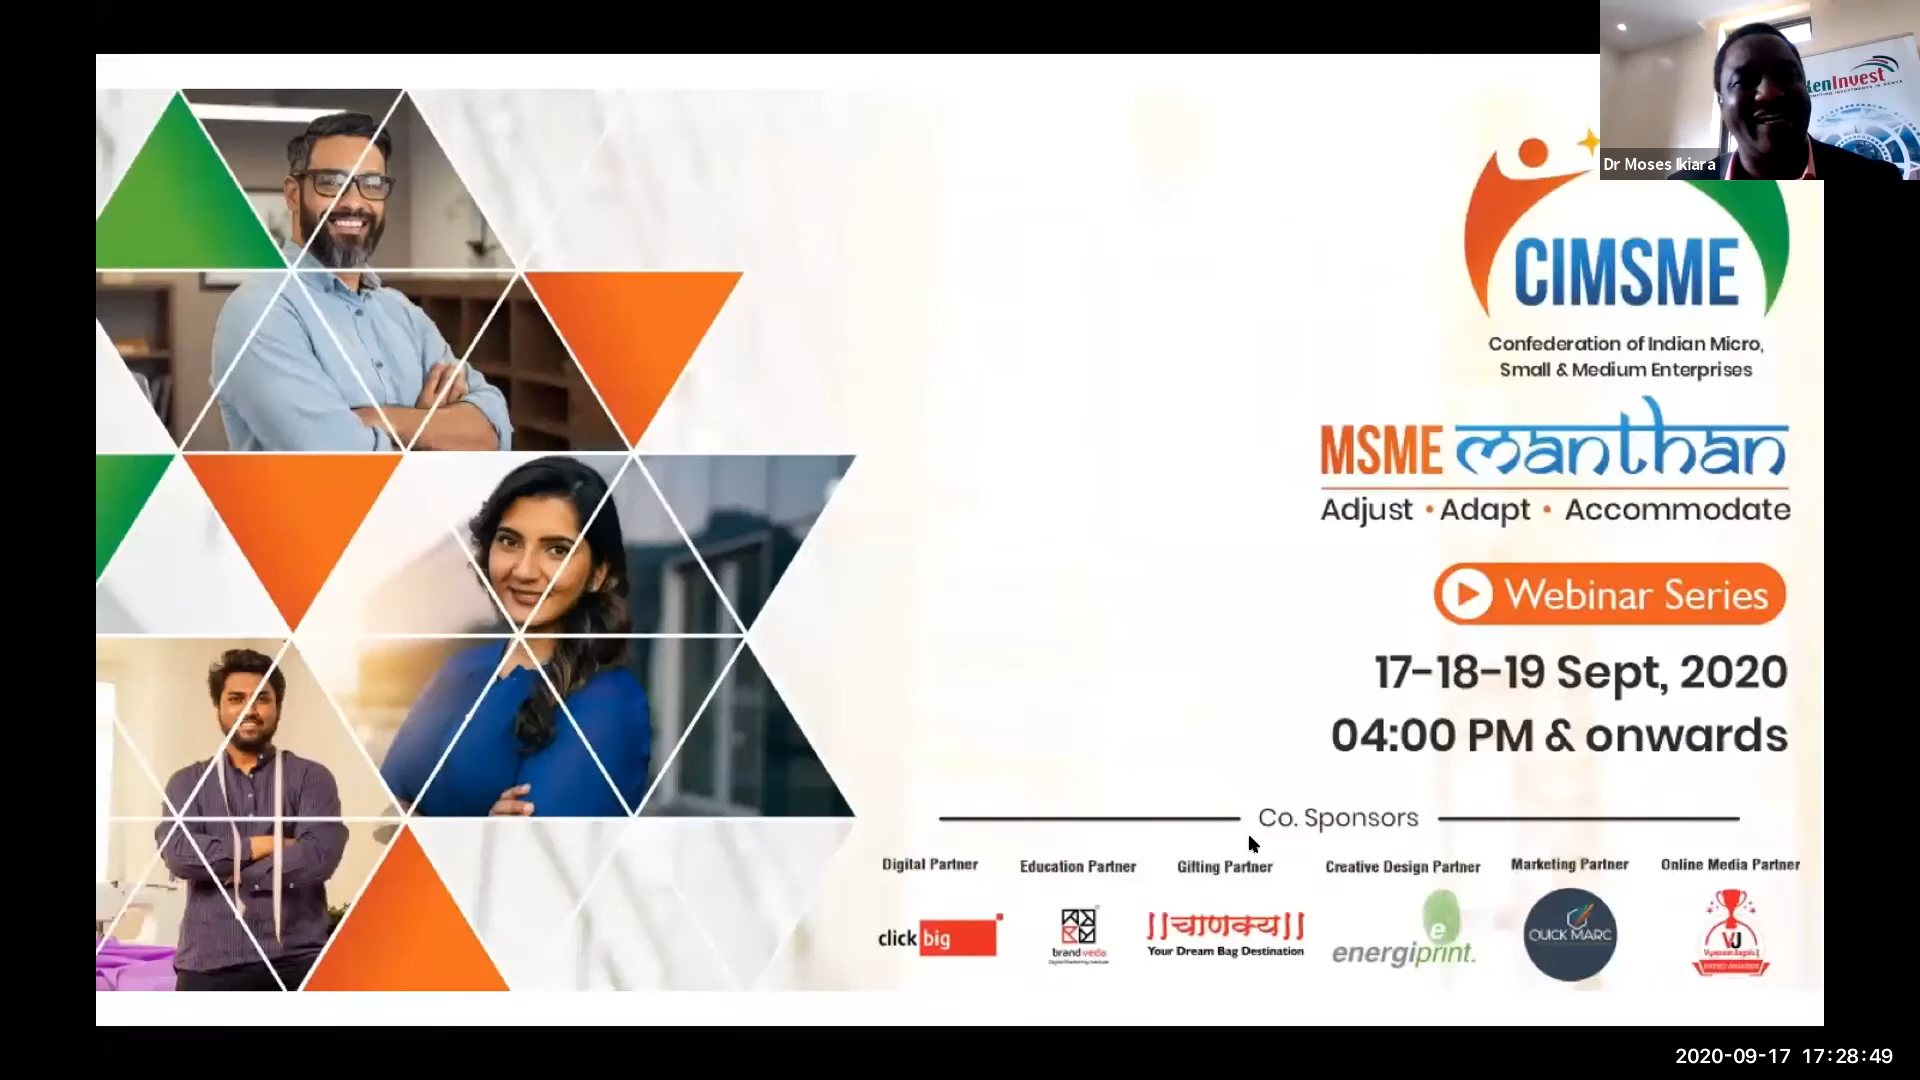 KenInvest
Dr Moses Ikiara
CIMSME
Confederation of Indian Micro,
Small & Medium Enterprises
MSME manthan
Adjust • Adapt • Accommodate
Webinar Series
17-18-19 Sept, 2020
04:00 PM & onwards
Co. Sponsors
Digital Partner
Education Partner
Gifting Partner
Creative Design Partner
Marketing Partner
Online Media Partner
click big
brand veda
||चाणक्य||
Your Dream Bag Destination
e
energiprint.
QUICK MARC
VJ
2020-09-17 17:28:49